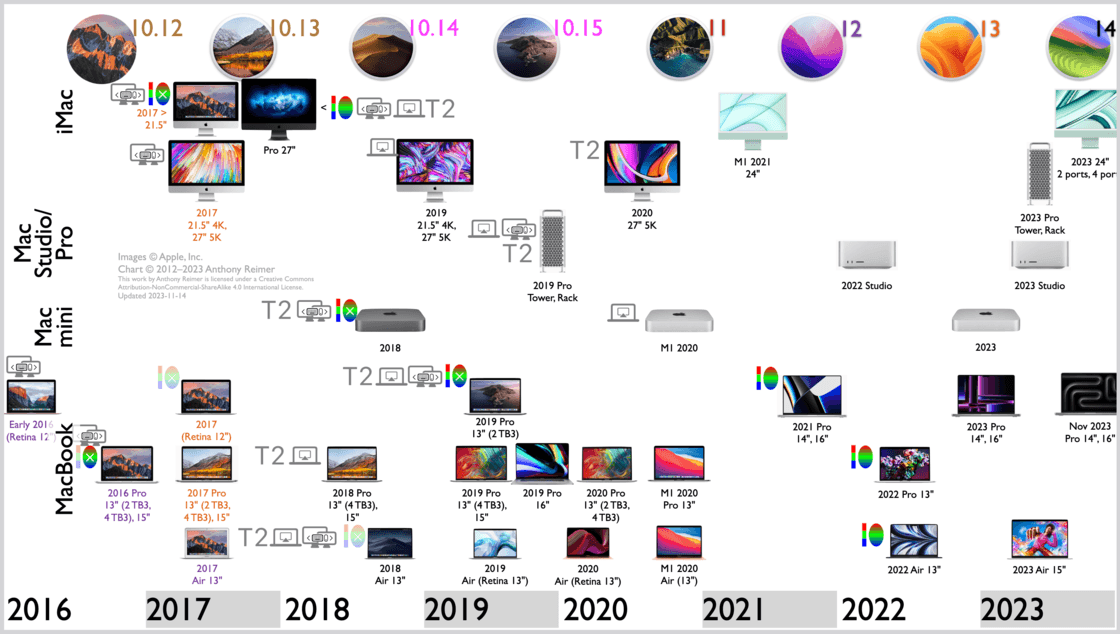 10.12
10.13
10.14
10.15
11
12
13
14
iMac
2017 >
21.5"
Pro 27"
<
T2
2017
21.5" 4K,
27" 5K
2019
21.5" 4K,
27" 5K
T2
2020
27" 5K
M1 2021
24"
2023 24"
2 ports, 4 por
Mac
Studio/
Pro
Images © Apple, Inc.
Chart © 2012–2023 Anthony Reimer
This work by Anthony Reimer is licensed under a Creative Commons
Attribution-NonCommercial-ShareAlike 4.0 International License.
Updated 2023-11-14
T2
2019 Pro
Tower, Rack
2022 Studio
2023 Pro
Tower, Rack
2023 Studio
Mac
mini
T2
2018
M1 2020
2023
MacBook
Early 2016
(Retina 12")
2017
(Retina 12")
T2
2019 Pro
13" (2 TB3)
2021 Pro
14", 16"
2023 Pro
14", 16"
Nov 2023
Pro 14", 16"
2016 Pro
13" (2 TB3,
4 TB3), 15"
2017 Pro
13" (2 TB3,
4 TB3), 15"
T2
2018 Pro
13" (4 TB3),
15"
2019 Pro
13" (4 TB3),
15"
2019 Pro
16"
2020 Pro
13" (2 TB3,
4 TB3)
M1 2020
Pro 13"
2022 Pro 13"
2017
Air 13"
T2
2018
Air 13"
2019
Air (Retina 13")
2020
Air (Retina 13")
M1 2020
Air (13")
2022 Air 13"
2023 Air 15"
2016
2017
2018
2019
2020
2021
2022
2023